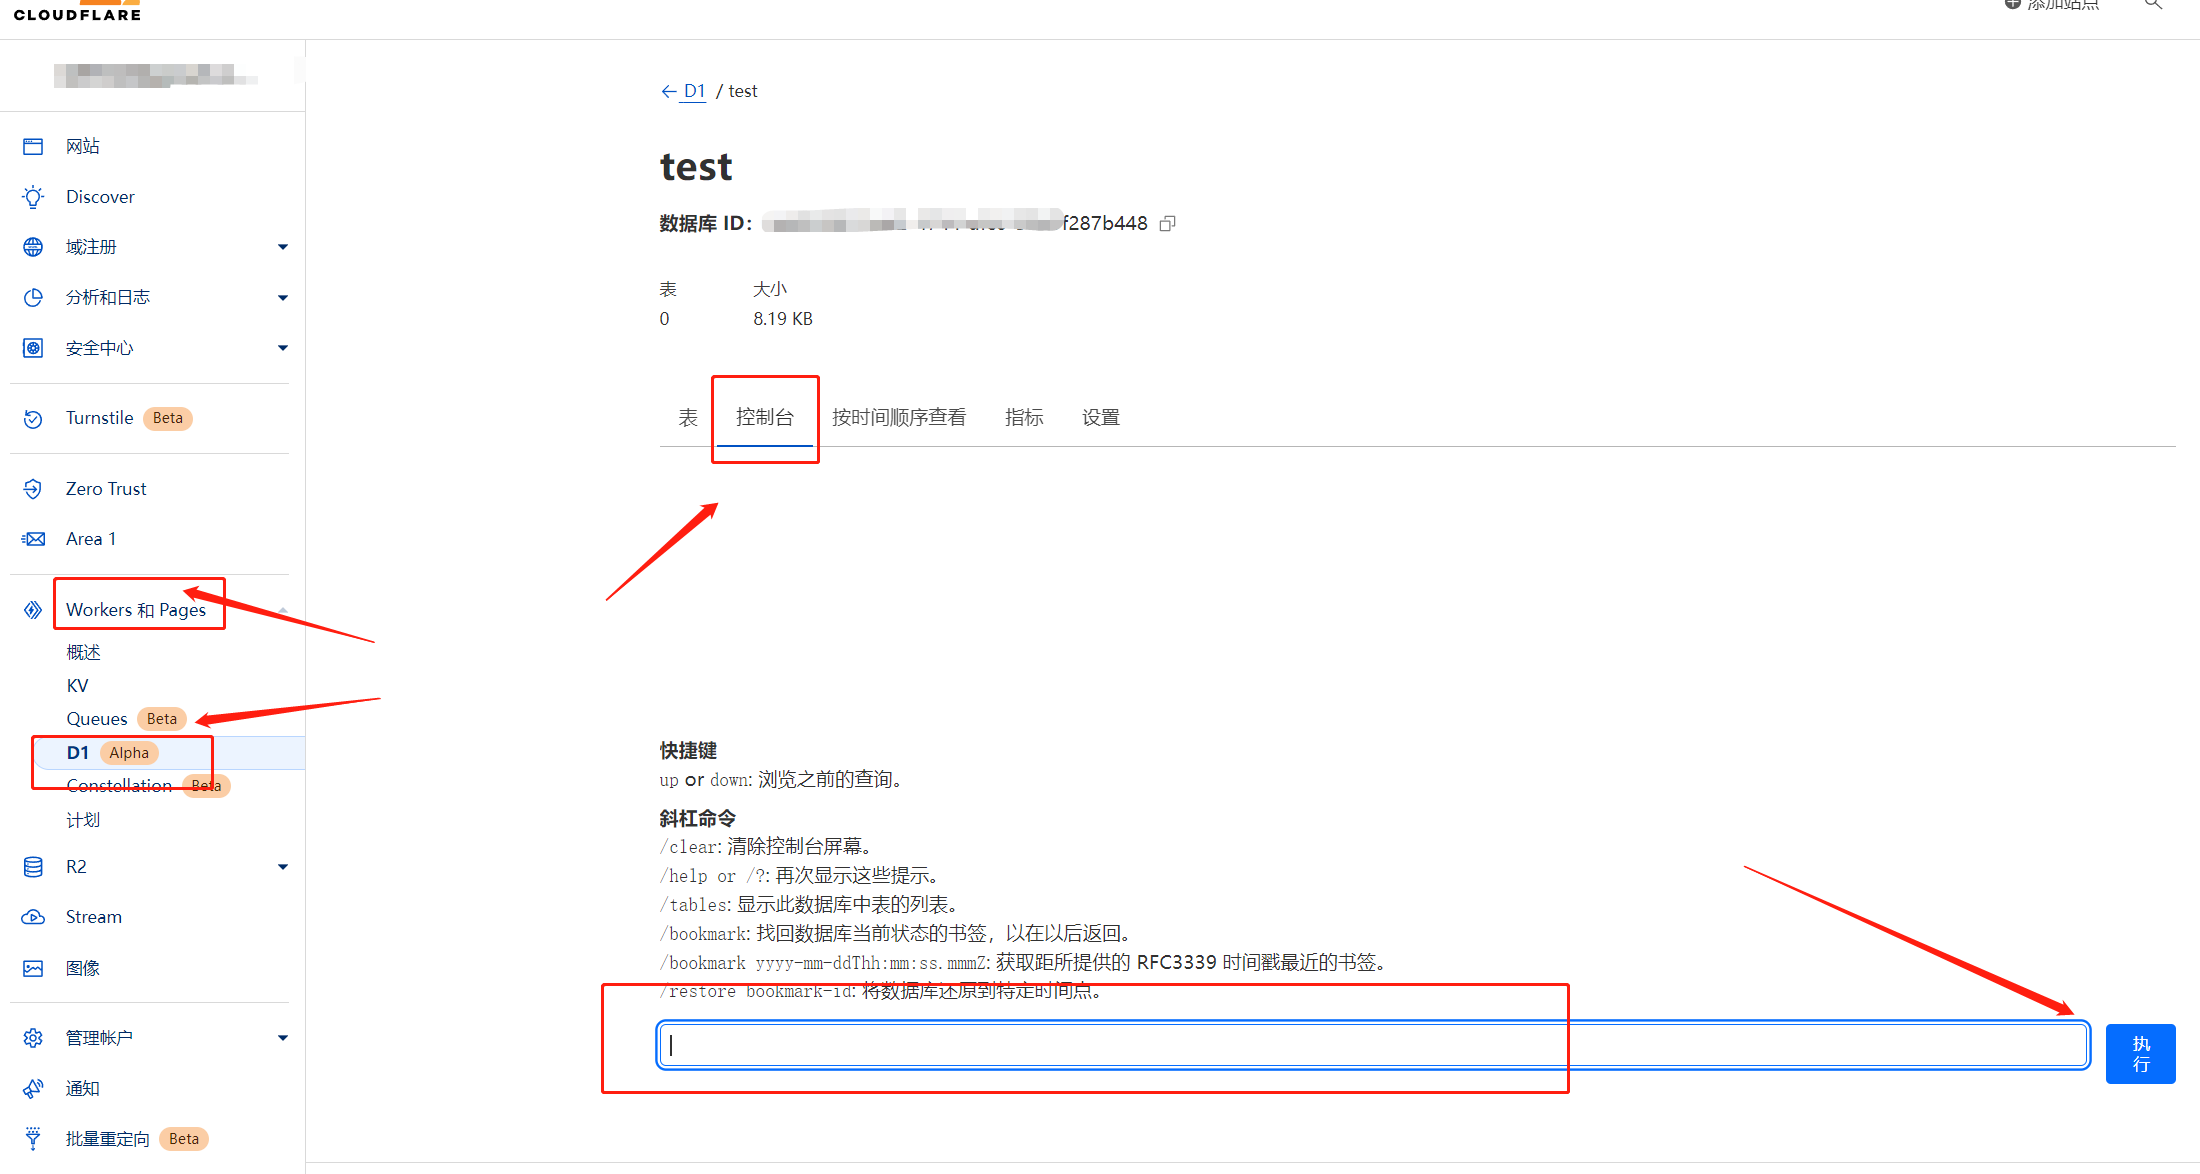 CLOUDFLARE
添加站点
网站
Discover
域注册
分析和日志
安全中心
Turnstile Beta
Zero Trust
Area 1
Workers 和 Pages
概述
KV
Queues Beta
D1 Alpha
Constellation Beta
计划
R2
Stream
图像
管理帐户
通知
批量重定向 Beta
D1 / test
test
数据库 ID： f287b448
表 大小
0 8.19 KB
表 控制台 按时间顺序查看 指标 设置
快捷键
up or down: 浏览之前的查询。
斜杠命令
/clear: 清除控制台屏幕。
/help or /?: 再次显示这些提示。
/tables: 显示此数据库中表的列表。
/bookmark: 找回数据库当前状态的书签，以在以后返回。
/bookmark yyyy-mm-ddThh:mm:ss.mmmZ: 获取距所提供的 RFC3339 时间戳最近的书签。
/restore bookmark-id: 将数据库还原到特定时间点。
执
行